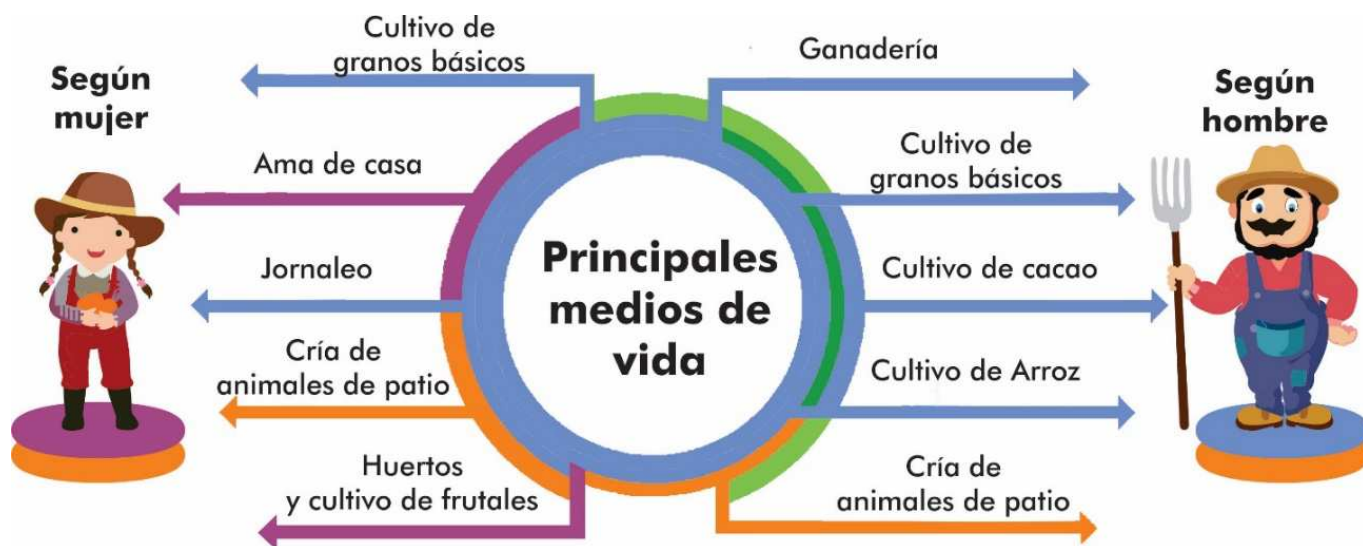 Según
mujer
Cultivo de
granos básicos
Ama de casa
Jornaleo
Cría de
animales de patio
Huertos
y cultivo de frutales
Principales
medios de
vida
Ganadería
Cultivo de
granos básicos
Cultivo de cacao
Cultivo de Arroz
Cría de
animales de patio
Según
hombre